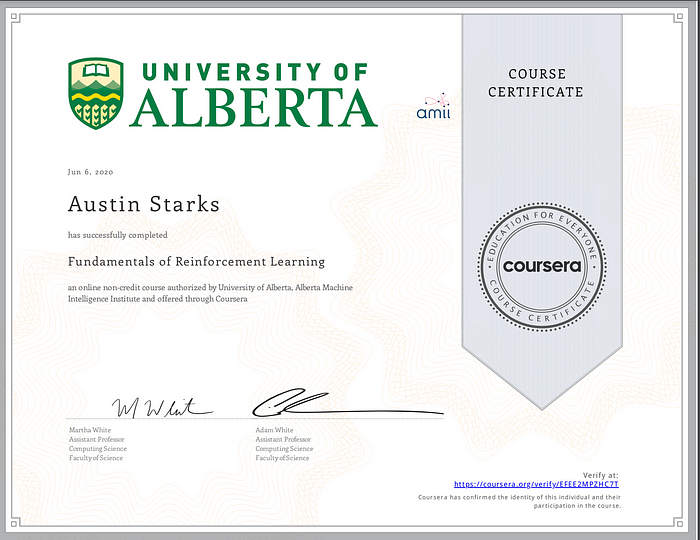 UNIVERSITY OF
ALBERTA
amii
COURSE
CERTIFICATE
Jun 6, 2020
Austin Starks
has successfully completed
Fundamentals of Reinforcement Learning
an online non-credit course authorized by University of Alberta, Alberta Machine
Intelligence Institute and offered through Coursera
EDUCATION FOR EVERYONE
coursera
COURSE CERTIFICATE
M White
Martha White
Assistant Professor
Computing Science
Faculty of Science
Adam White
Assistant Professor
Computing Science
Faculty of Science
Verify at:
https://coursera.org/verify/EFEE2MPZHC7T
Coursera has confirmed the identity of this individual and their
participation in the course.